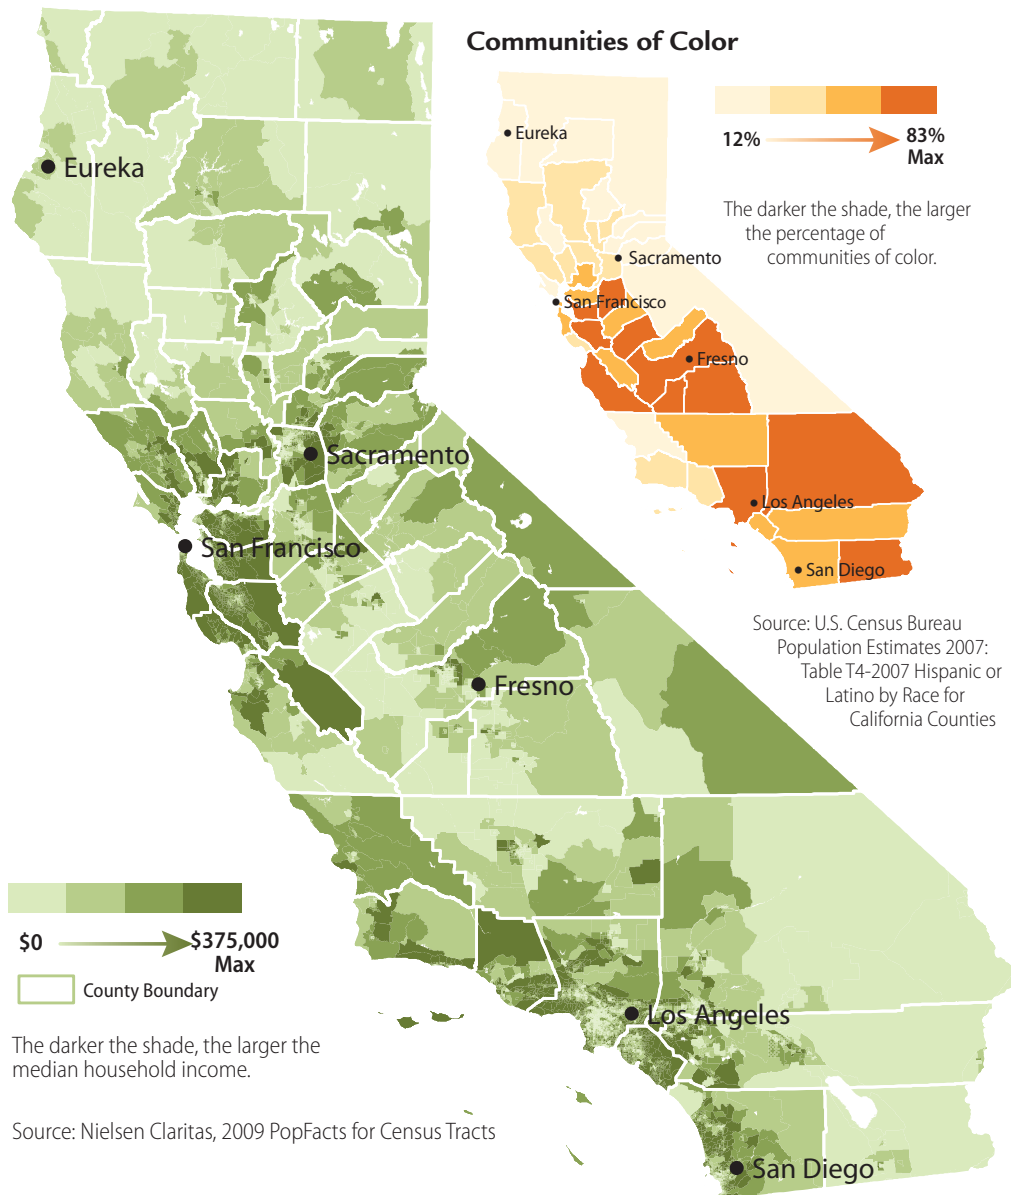 Communities of Color
12%
83%
Max
The darker the shade, the larger
the percentage of
communities of color.
Eureka
Sacramento
San Francisco
Fresno
Los Angeles
San Diego
Source: U.S. Census Bureau
Population Estimates 2007:
Table T4-2007 Hispanic or
Latino by Race for
California Counties
Eureka
Sacramento
San Francisco
Fresno
Los Angeles
San Diego
$0
$375,000
Max
County Boundary
The darker the shade, the larger the
median household income.
Source: Nielsen Claritas, 2009 PopFacts for Census Tracts